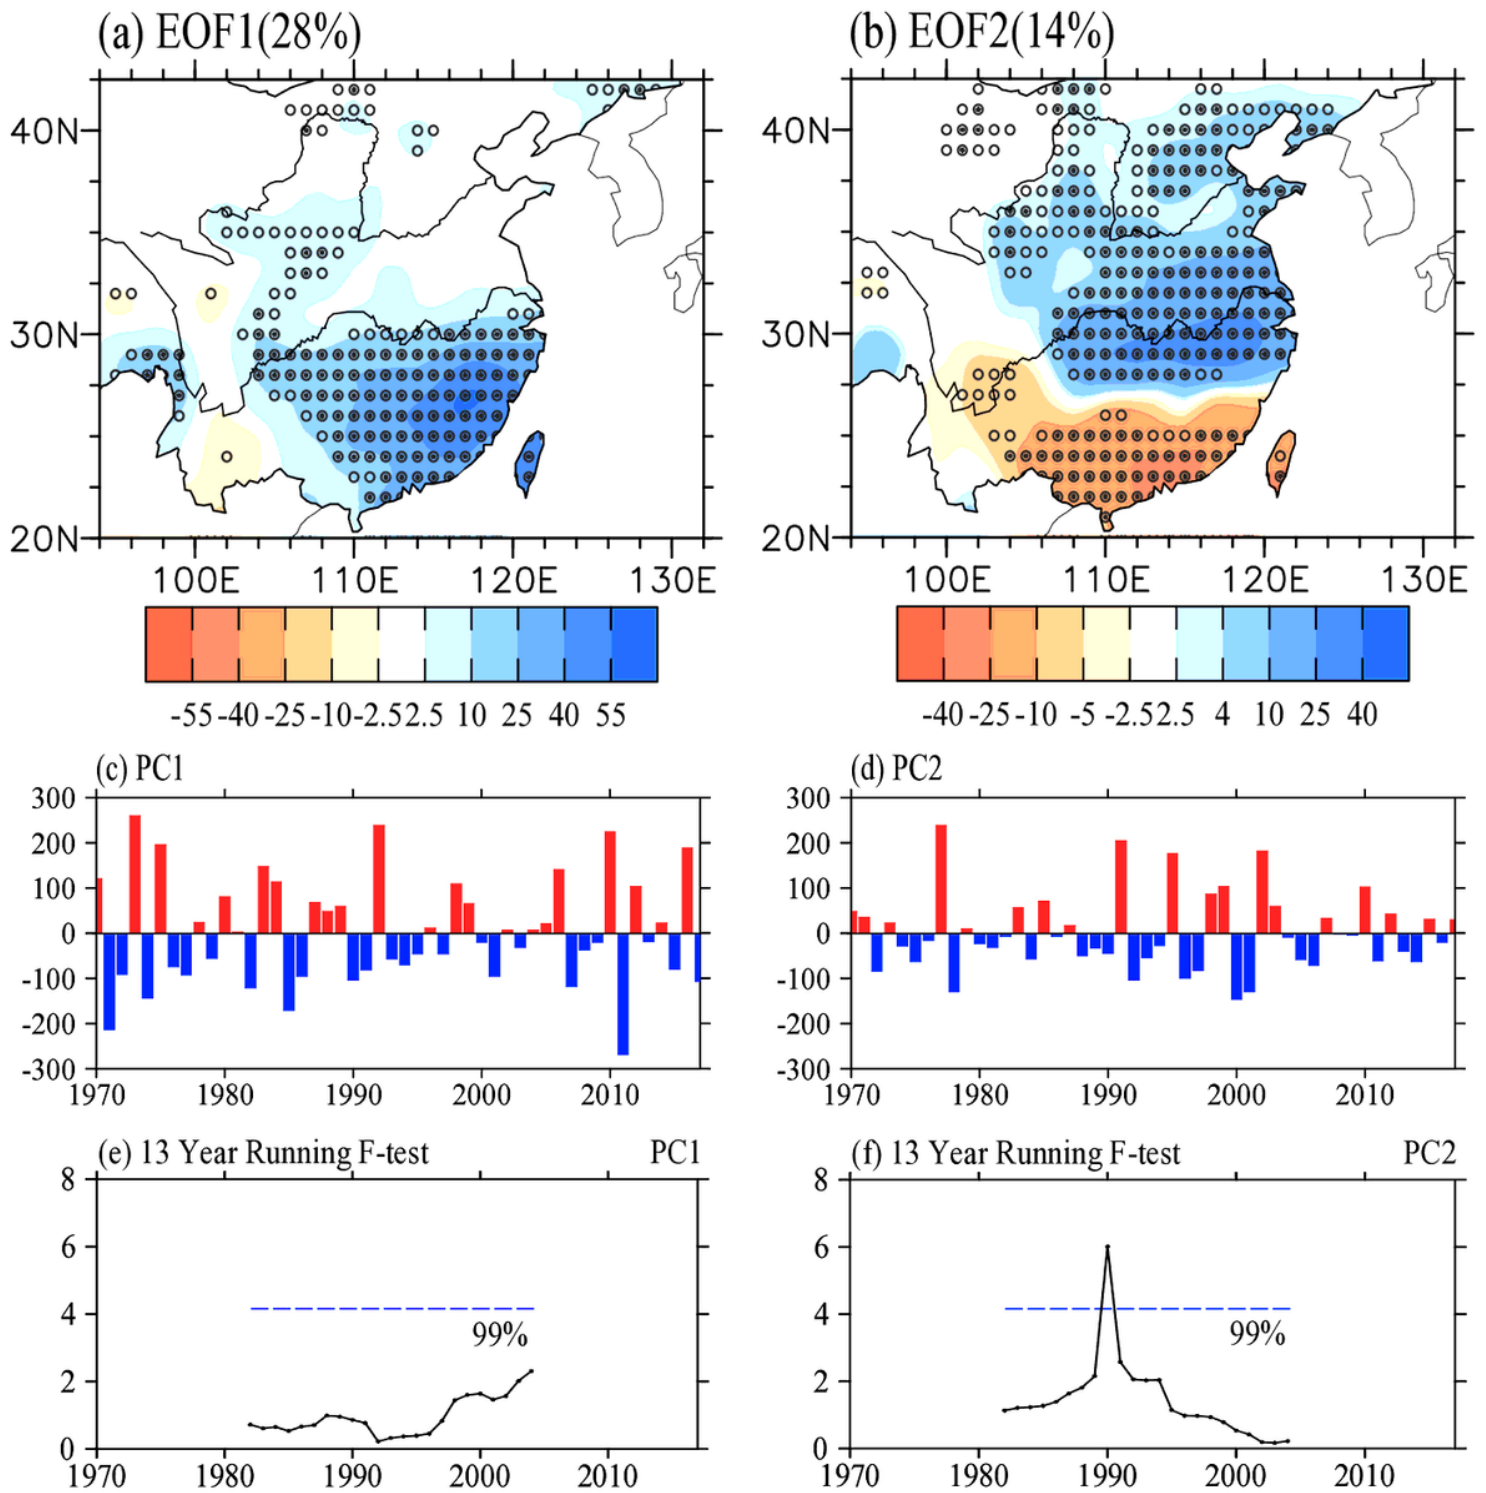 (a) EOF1(28%)
(b) EOF2(14%)
40N
30N
20N
100E 110E 120E 130E
40N
30N
20N
100E 110E 120E 130E
-55 -40 -25 -10 -2.5 2.5 10 25 40 55
-40 -25 -10 -5 -2.5 2.5 4 10 25 40
(c) PC1
300
200
100
0
-100
-200
-300
1970 1980 1990 2000 2010
(d) PC2
300
200
100
0
-100
-200
-300
1970 1980 1990 2000 2010
(e) 13 Year Running F-test PC1
8
6
4
2
0
99%
1970 1980 1990 2000 2010
(f) 13 Year Running F-test PC2
8
6
4
2
0
99%
1970 1980 1990 2000 2010